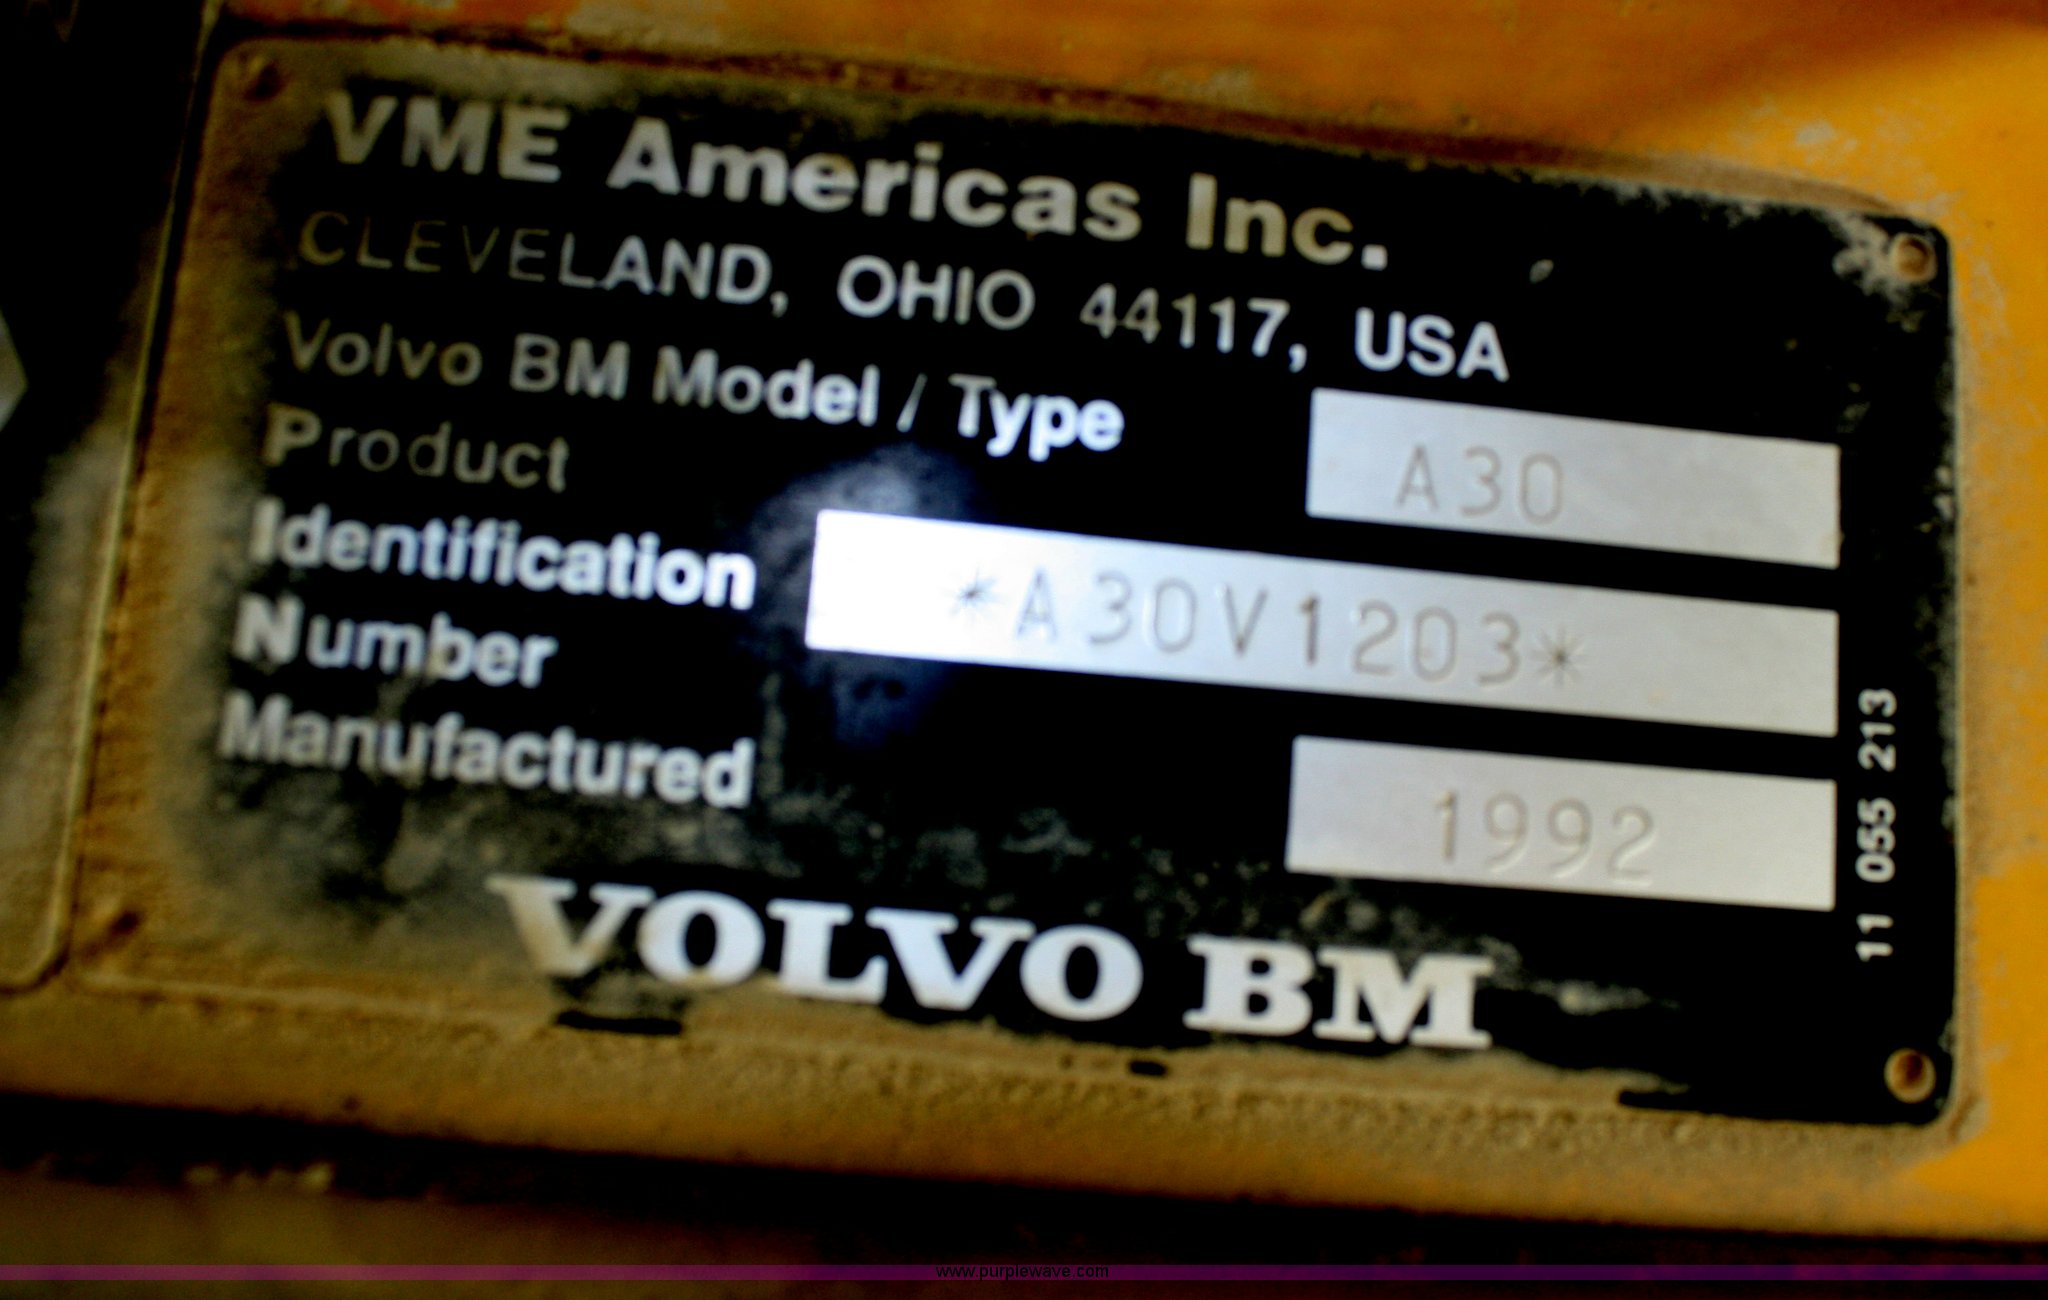 VME Americas Inc.
CLEVELAND, OHIO 44117, USA
Volvo BM Model / Type A30
Product
Identification *A30V1203*
Number
Manufactured 1992
VOLVO BM
11 055 213
www.purplewave.com